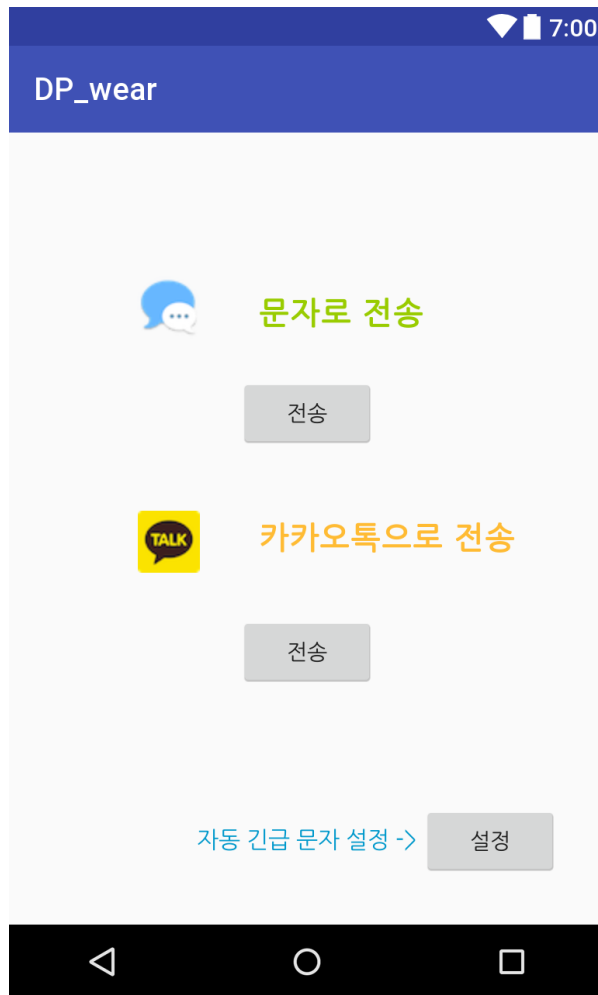 7:00
DP_wear
문자로 전송
전송
TALK
카카오톡으로 전송
전송
자동 긴급 문자 설정 ->
설정